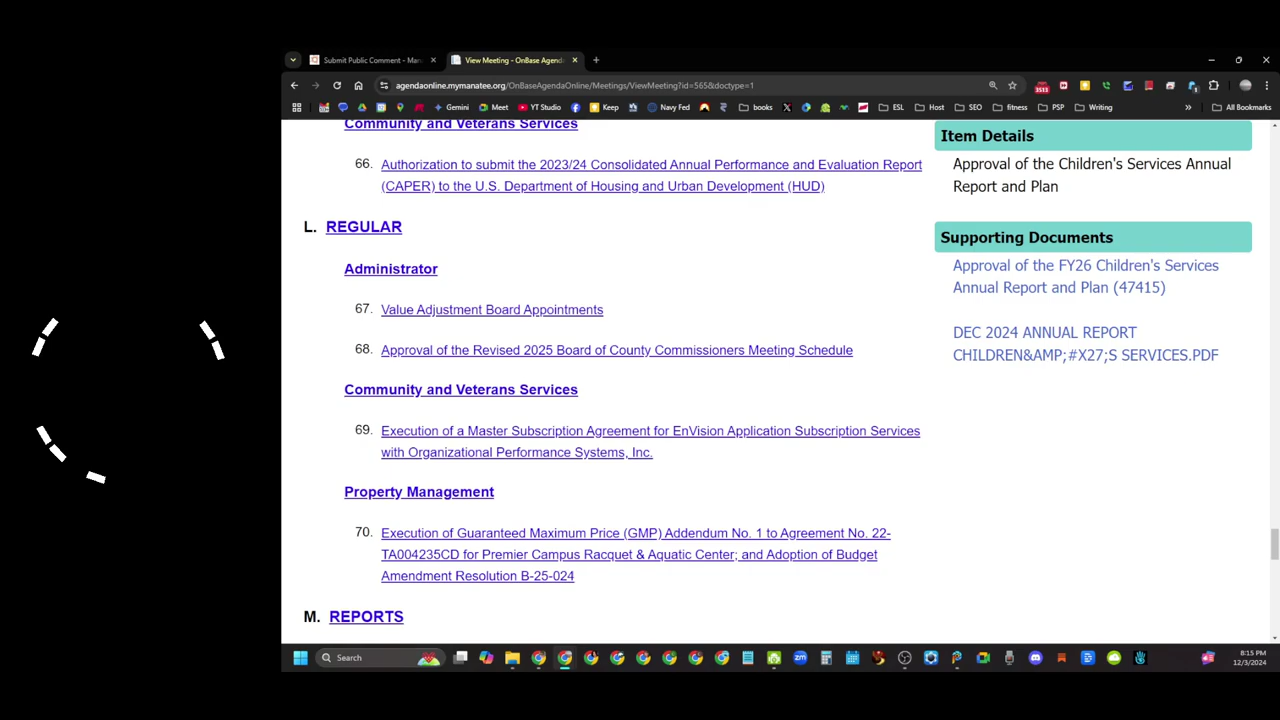 Submit Public Comment - Man
View Meeting - OnBase Agenda
agendaonline.mymanatee.org/OnBaseAgendaOnline/Meetings/ViewMeeting?id=565&doctype=1
Gemini
Meet
YT Studio
Keep
Navy Fed
books
ESL
Host
SEO
fitness
PSP
Writing
All Bookmarks
Community and Veterans Services
66. Authorization to submit the 2023/24 Consolidated Annual Performance and Evaluation Report
(CAPER) to the U.S. Department of Housing and Urban Development (HUD)
L. REGULAR
Administrator
67. Value Adjustment Board Appointments
68. Approval of the Revised 2025 Board of County Commissioners Meeting Schedule
Community and Veterans Services
69. Execution of a Master Subscription Agreement for EnVision Application Subscription Services
with Organizational Performance Systems, Inc.
Property Management
70. Execution of Guaranteed Maximum Price (GMP) Addendum No. 1 to Agreement No. 22-
TA004235CD for Premier Campus Racquet & Aquatic Center; and Adoption of Budget
Amendment Resolution B-25-024
M. REPORTS
Item Details
Approval of the Children's Services Annual
Report and Plan
Supporting Documents
Approval of the FY26 Children's Services
Annual Report and Plan (47415)
DEC 2024 ANNUAL REPORT
CHILDREN&AMP;#X27;S SERVICES.PDF
Search
8:15 PM
12/3/2024